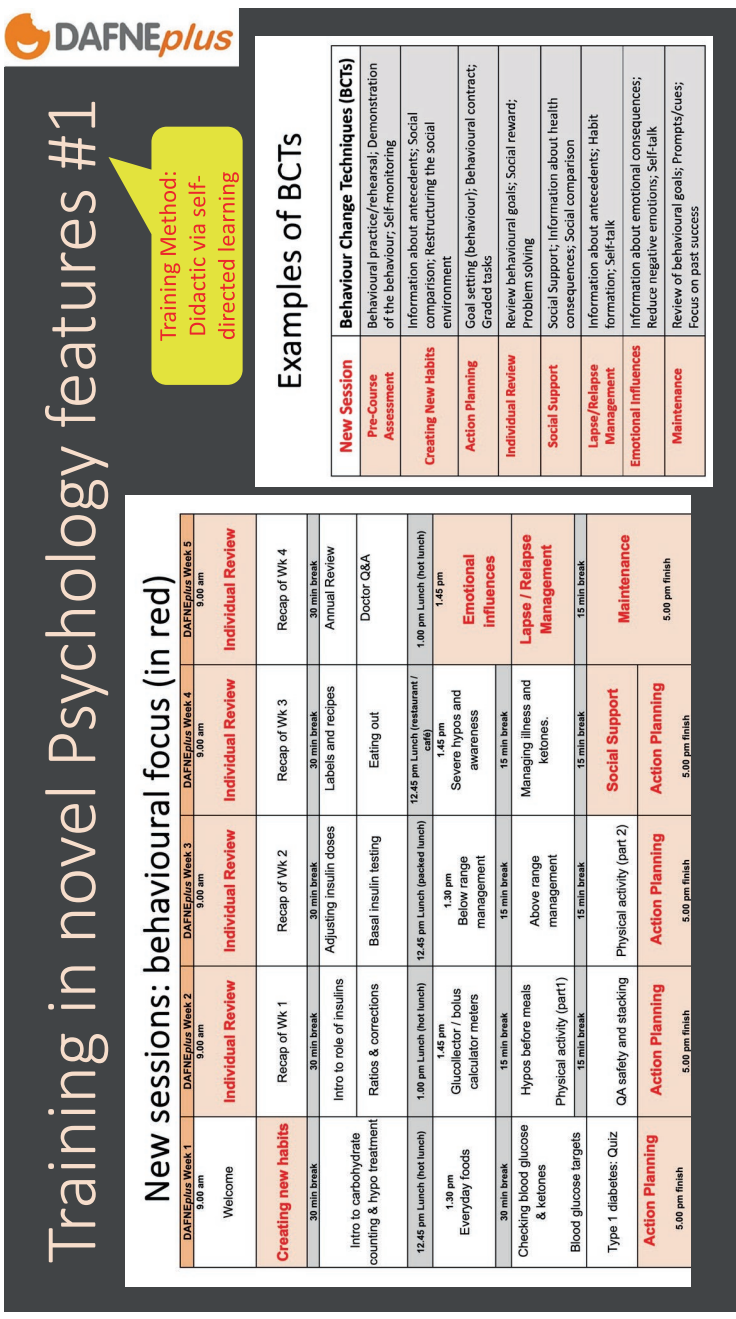 DAFNEplus
Training in novel Psychology features #1
Training Method:
Didactic via self-
directed learning
New sessions: behavioural focus (in red)
DAFNEplus Week 1
9.00 am
DAFNEplus Week 2
9.00 am
DAFNEplus Week 3
9.00 am
DAFNEplus Week 4
9.00 am
DAFNEplus Week 5
9.00 am
Welcome
Individual Review
Individual Review
Individual Review
Individual Review
Creating new habits
Recap of Wk 1
Recap of Wk 2
Recap of Wk 3
Recap of Wk 4
30 min break
30 min break
30 min break
30 min break
30 min break
Intro to carbohydrate
counting & hypo treatment
Intro to role of insulins
Adjusting insulin doses
Labels and recipes
Annual Review
Ratios & corrections
Basal insulin testing
Eating out
Doctor Q&A
12.45 pm Lunch (hot lunch)
1.00 pm Lunch (hot lunch)
12.45 pm Lunch (packed lunch)
12.45 pm Lunch (restaurant /
café)
1.00 pm Lunch (hot lunch)
1.30 pm
Everyday foods
1.45 pm
Glucollector / bolus
calculator meters
1.30 pm
Below range
management
1.45 pm
Severe hypos and
awareness
1.45 pm
Emotional
influences
30 min break
15 min break
15 min break
15 min break
Checking blood glucose
& ketones
Blood glucose targets
Hypos before meals
Physical activity (part1)
Above range
management
Managing illness and
ketones.
Lapse / Relapse
Management
15 min break
15 min break
15 min break
15 min break
Type 1 diabetes: Quiz
QA safety and stacking
Physical activity (part 2)
Social Support
Maintenance
Action Planning
5.00 pm finish
Action Planning
5.00 pm finish
Action Planning
5.00 pm finish
Action Planning
5.00 pm finish
5.00 pm finish
Examples of BCTs
New Session
Behaviour Change Techniques (BCTs)
Pre-Course
Assessment
Behavioural practice/rehearsal; Demonstration
of the behaviour; Self-monitoring
Creating New Habits
Information about antecedents; Social
comparison; Restructuring the social
environment
Action Planning
Goal setting (behaviour); Behavioural contract;
Graded tasks
Individual Review
Review behavioural goals; Social reward;
Problem solving
Social Support
Social Support; Information about health
consequences; Social comparison
Lapse/Relapse
Management
Information about antecedents; Habit
formation; Self-talk
Emotional Influences
Information about emotional consequences;
Reduce negative emotions; Self-talk
Maintenance
Review of behavioural goals; Prompts/cues;
Focus on past success